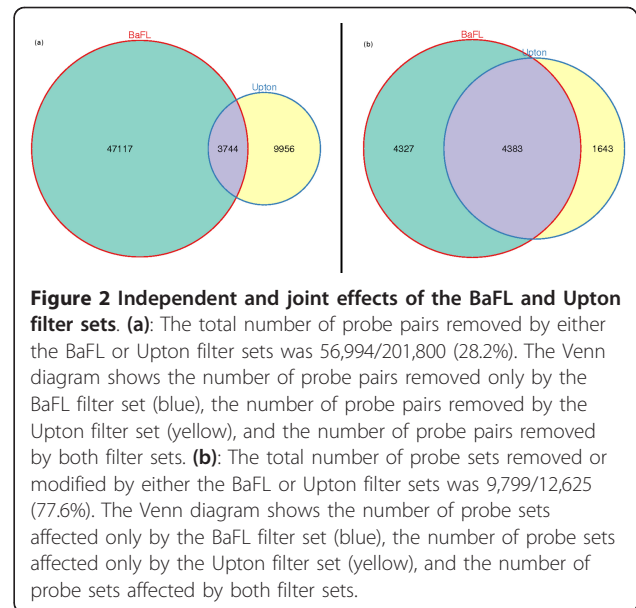 (a)
BaFL
Upton
47117
3744
9956
(b)
BaFL
Upton
4327
4383
1643
Figure 2 Independent and joint effects of the BaFL and Upton
filter sets. (a): The total number of probe pairs removed by either
the BaFL or Upton filter sets was 56,994/201,800 (28.2%). The Venn
diagram shows the number of probe pairs removed only by the
BaFL filter set (blue), the number of probe pairs removed by the
Upton filter set (yellow), and the number of probe pairs removed
by both filter sets. (b): The total number of probe sets removed or
modified by either the BaFL or Upton filter sets was 9,799/12,625
(77.6%). The Venn diagram shows the number of probe sets
affected only by the BaFL filter set (blue), the number of probe sets
affected only by the Upton filter set (yellow), and the number of
probe sets affected by both filter sets.